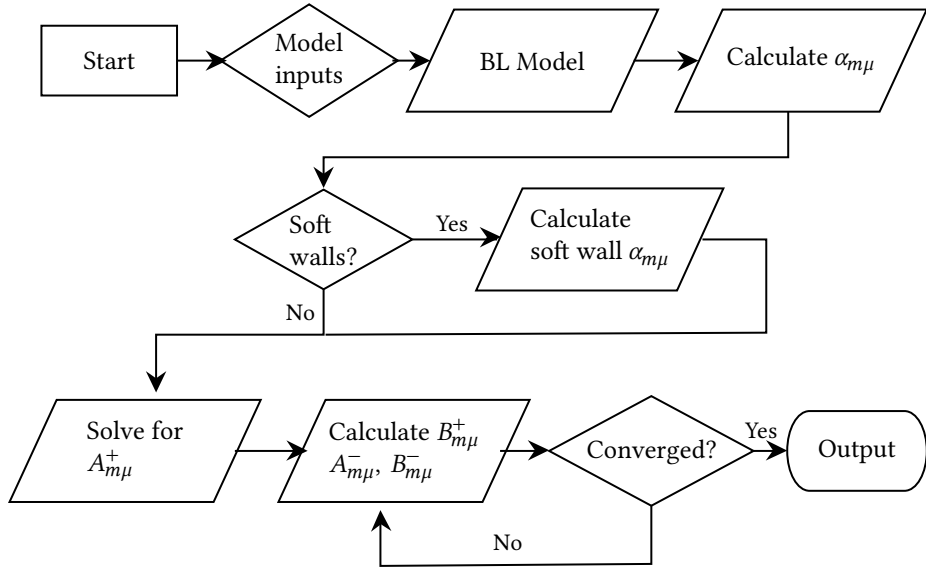 Start
Model
inputs
BL Model
Calculate αₘμ
Soft
walls?
Yes
Calculate
soft wall αₘμ
No
Solve for
A⁺ₘμ
Calculate B⁺ₘμ
A⁻ₘμ, B⁻ₘμ
Converged?
Yes
Output
No